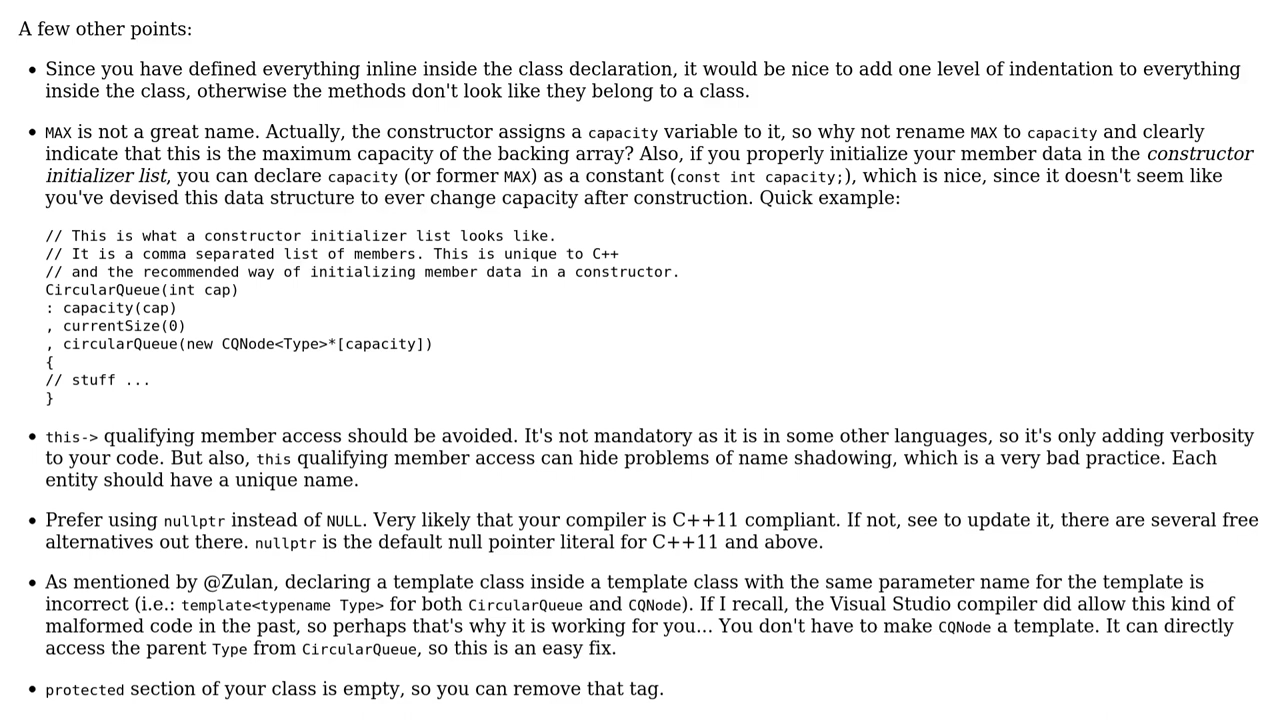 A few other points:
• Since you have defined everything inline inside the class declaration, it would be nice to add one level of indentation to everything
inside the class, otherwise the methods don't look like they belong to a class.
• MAX is not a great name. Actually, the constructor assigns a capacity variable to it, so why not rename MAX to capacity and clearly
indicate that this is the maximum capacity of the backing array? Also, if you properly initialize your member data in the constructor
initializer list, you can declare capacity (or former MAX) as a constant (const int capacity;), which is nice, since it doesn't seem like
you've devised this data structure to ever change capacity after construction. Quick example:
// This is what a constructor initializer list looks like.
// It is a comma separated list of members. This is unique to C++
// and the recommended way of initializing member data in a constructor.
CircularQueue(int cap)
: capacity(cap)
, currentSize(0)
, circularQueue(new CQNode<Type>*[capacity])
{
// stuff ...
}
• this-> qualifying member access should be avoided. It's not mandatory as it is in some other languages, so it's only adding verbosity
to your code. But also, this qualifying member access can hide problems of name shadowing, which is a very bad practice. Each
entity should have a unique name.
• Prefer using nullptr instead of NULL. Very likely that your compiler is C++11 compliant. If not, see to update it, there are several free
alternatives out there. nullptr is the default null pointer literal for C++11 and above.
• As mentioned by @Zulan, declaring a template class inside a template class with the same parameter name for the template is
incorrect (i.e.: template<typename Type> for both CircularQueue and CQNode). If I recall, the Visual Studio compiler did allow this kind of
malformed code in the past, so perhaps that's why it is working for you... You don't have to make CQNode a template. It can directly
access the parent Type from CircularQueue, so this is an easy fix.
• protected section of your class is empty, so you can remove that tag.